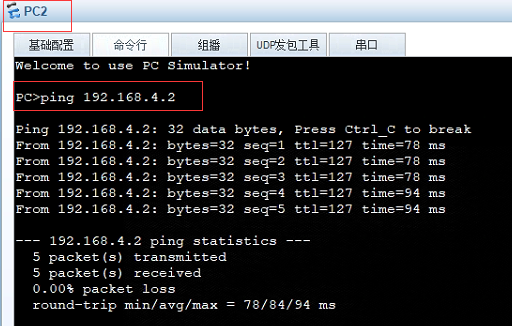 PC2
基础配置 命令行 组播 UDP发包工具 串口
Welcome to use PC Simulator!
PC>ping 192.168.4.2
Ping 192.168.4.2: 32 data bytes, Press Ctrl_C to break
From 192.168.4.2: bytes=32 seq=1 ttl=127 time=78 ms
From 192.168.4.2: bytes=32 seq=2 ttl=127 time=78 ms
From 192.168.4.2: bytes=32 seq=3 ttl=127 time=78 ms
From 192.168.4.2: bytes=32 seq=4 ttl=127 time=94 ms
From 192.168.4.2: bytes=32 seq=5 ttl=127 time=94 ms
--- 192.168.4.2 ping statistics ---
5 packet(s) transmitted
5 packet(s) received
0.00% packet loss
round-trip min/avg/max = 78/84/94 ms